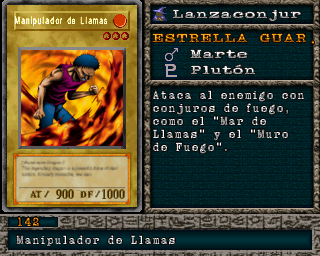 Manipulador de Llamas
AT/ 900 DF/1000
Lanzaconjur
ESTRELLA GUAR.
Marte
Plutón
Ataca al enemigo con
conjuros de fuego,
como el "Mar de
Llamas" y el "Muro
de Fuego".
142
Manipulador de Llamas